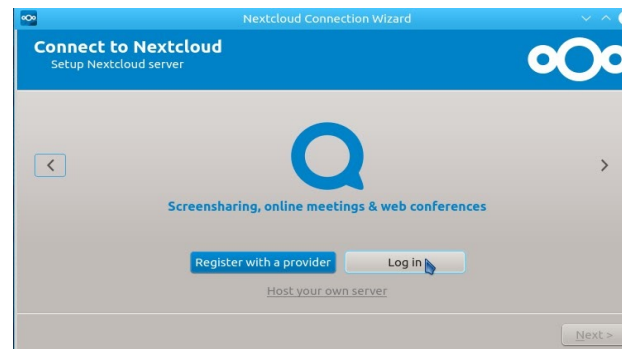 Nextcloud Connection Wizard
Connect to Nextcloud
Setup Nextcloud server
Screensharing, online meetings & web conferences
Register with a provider
Log in
Host your own server
Next >